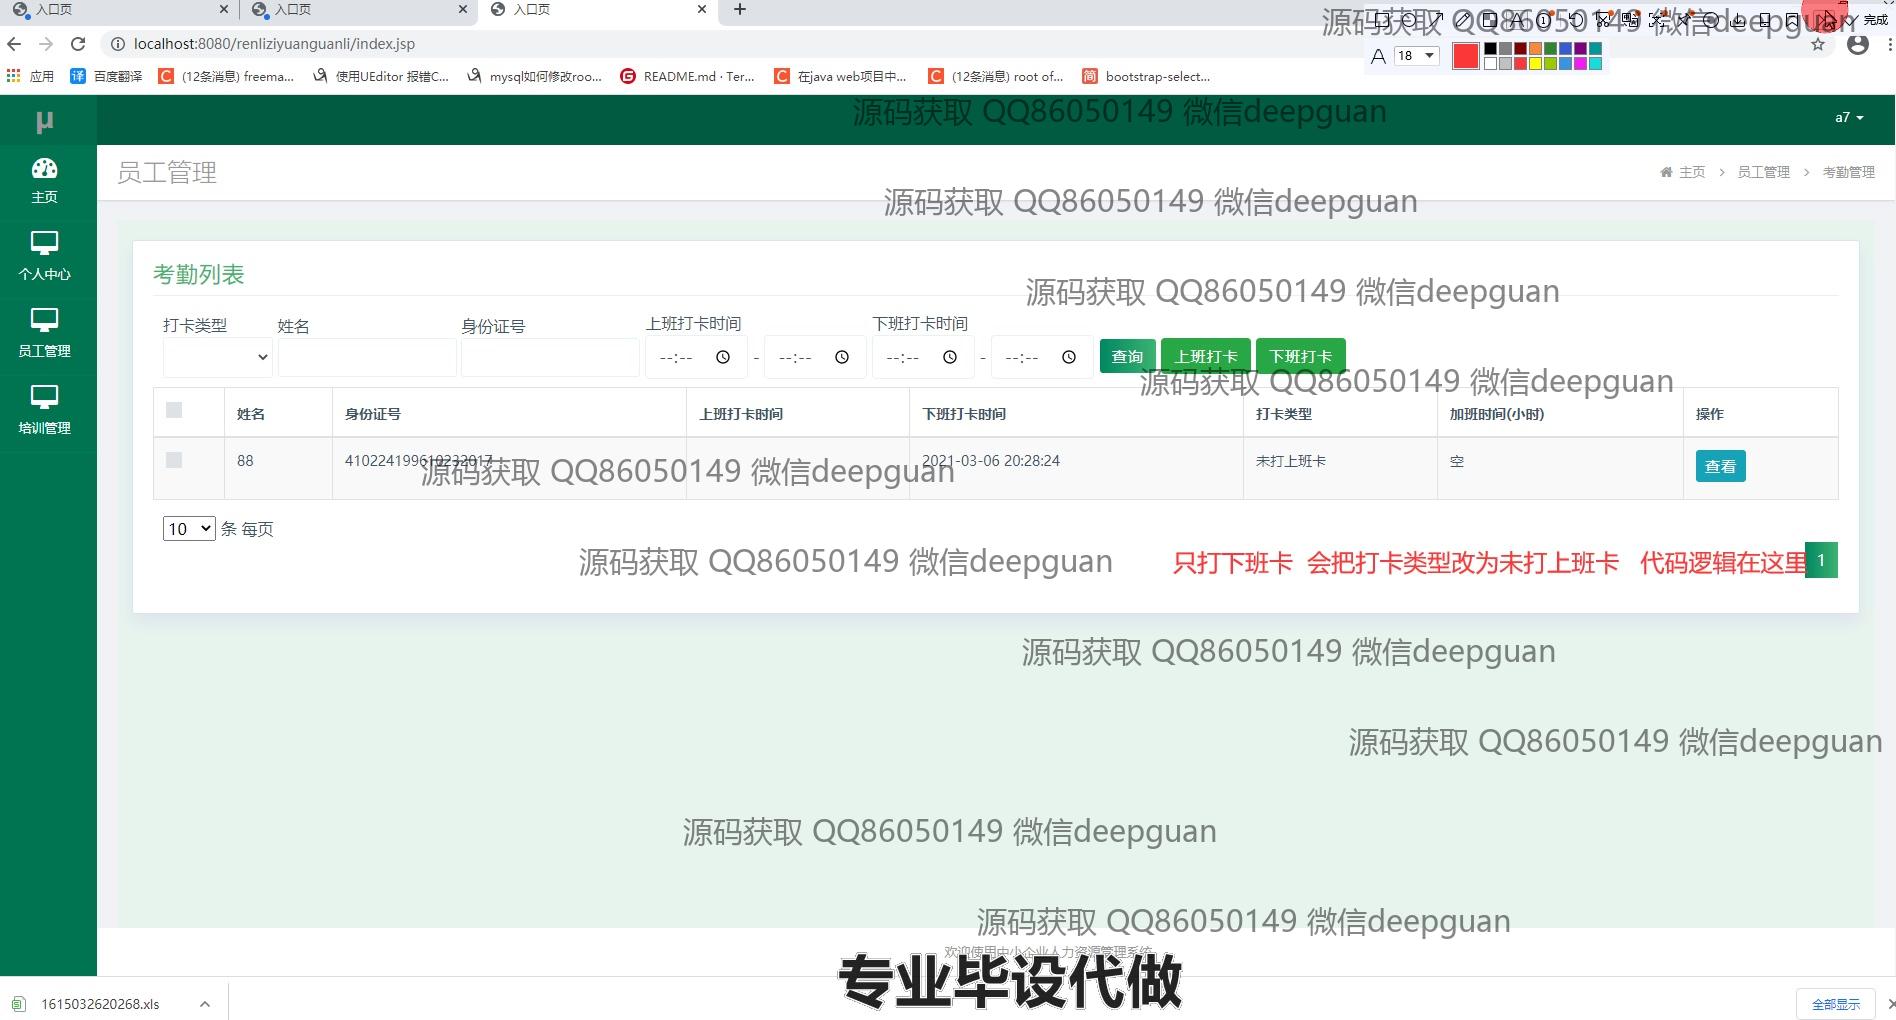 入口页
入口页
入口页
源码获取 QQ86050149 微信deepguan
完成
localhost:8080/renliziyuanguanli/index.jsp
A 18
应用
百度翻译
(12条消息) freema...
使用UEditor 报错C...
mysql如何修改roo...
README.md · Ter...
在java web项目中...
(12条消息) root of...
bootstrap-select...
μ
源码获取 QQ86050149 微信deepguan
a7
主页
个人中心
员工管理
培训管理
员工管理
主页 > 员工管理 > 考勤管理
源码获取 QQ86050149 微信deepguan
考勤列表
源码获取 QQ86050149 微信deepguan
打卡类型 姓名 身份证号 上班打卡时间 下班打卡时间
--:-- - --:-- --:-- - --:-- 查询 上班打卡 下班打卡
源码获取 QQ86050149 微信deepguan
姓名 身份证号 上班打卡时间 下班打卡时间 打卡类型 加班时间(小时) 操作
88 410224199610232017 2021-03-06 20:28:24 未打上班卡 空 查看
源码获取 QQ86050149 微信deepguan
10 条 每页
源码获取 QQ86050149 微信deepguan
只打下班卡 会把打卡类型改为未打上班卡 代码逻辑在这里
1
源码获取 QQ86050149 微信deepguan
源码获取 QQ86050149 微信deepguan
源码获取 QQ86050149 微信deepguan
源码获取 QQ86050149 微信deepguan
欢迎使用中小企业人力资源管理系统
专业毕设代做
1615032620268.xls
全部显示